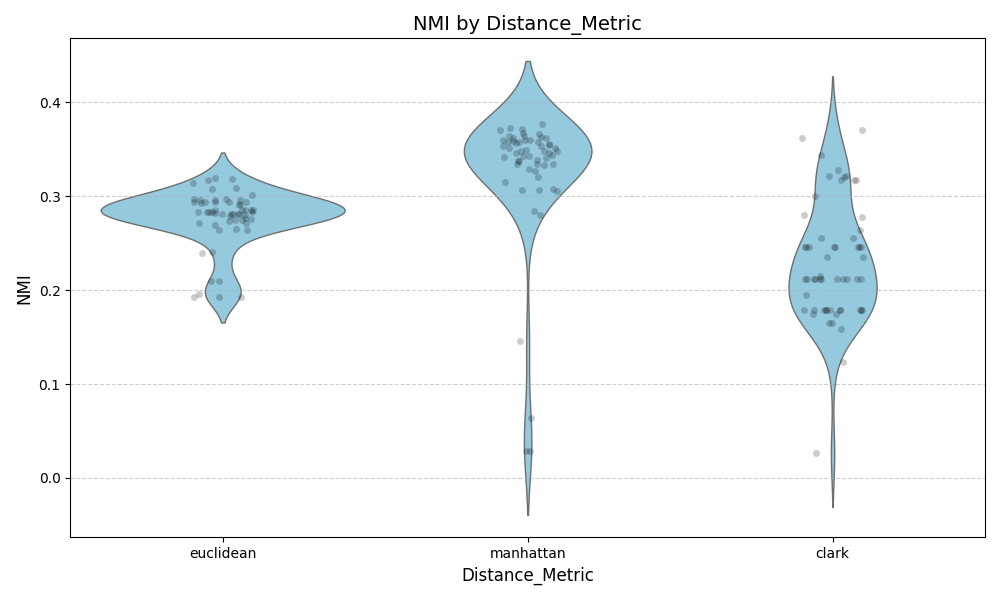 NMI by Distance_Metric
NMI
0.4
0.3
0.2
0.1
0.0
euclidean
manhattan
clark
Distance_Metric